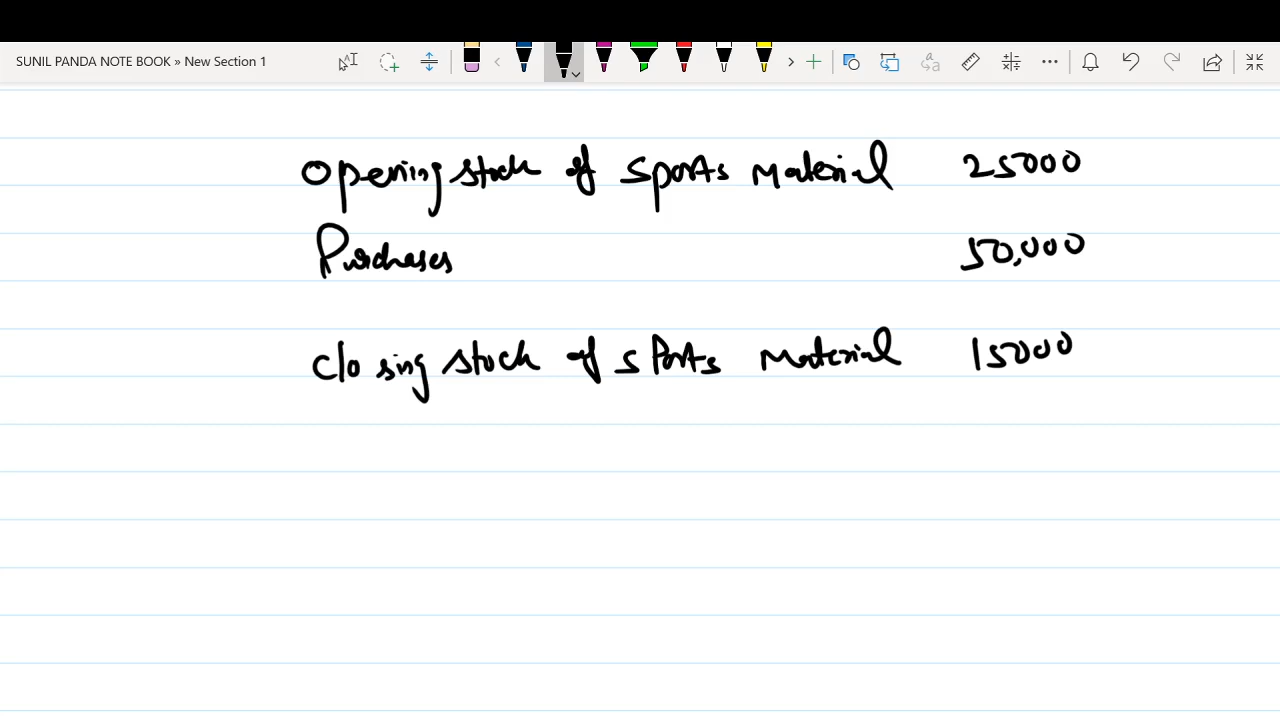 SUNIL PANDA NOTE BOOK » New Section 1
Opening stock of sports material 25000
Purchases 50,000
Closing stock of sports material 15000